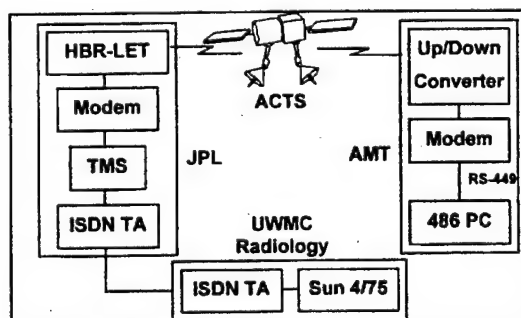 HBR-LET
Modem
TMS
ISDN TA
JPL
ACTS
AMT
Up/Down
Converter
Modem
RS-449
486 PC
UWMC
Radiology
ISDN TA
Sun 4/75